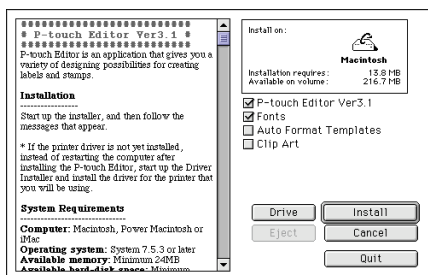 P-touch Editor Ver3.1
P-touch Editor is an application that gives you a
variety of designing possibilities for creating
labels and stamps.
Installation
----------------
Start up the installer, and then follow the
messages that appear.
* If the printer driver is not yet installed,
instead of restarting the computer after
installing the P-touch Editor, start up the Driver
Installer and install the driver for the printer that
you will be using.
System Requirements
-----------------------------
Computer: Macintosh, Power Macintosh or
iMac
Operating system: System 7.5.3 or later
Available memory: Minimum 24MB
Available hard-disk space: Minimum
Install on:
Macintosh
Installation requires: 13.8 MB
Available on volume: 216.7 MB
P-touch Editor Ver3.1
Fonts
Auto Format Templates
Clip Art
Drive
Install
Eject
Cancel
Quit